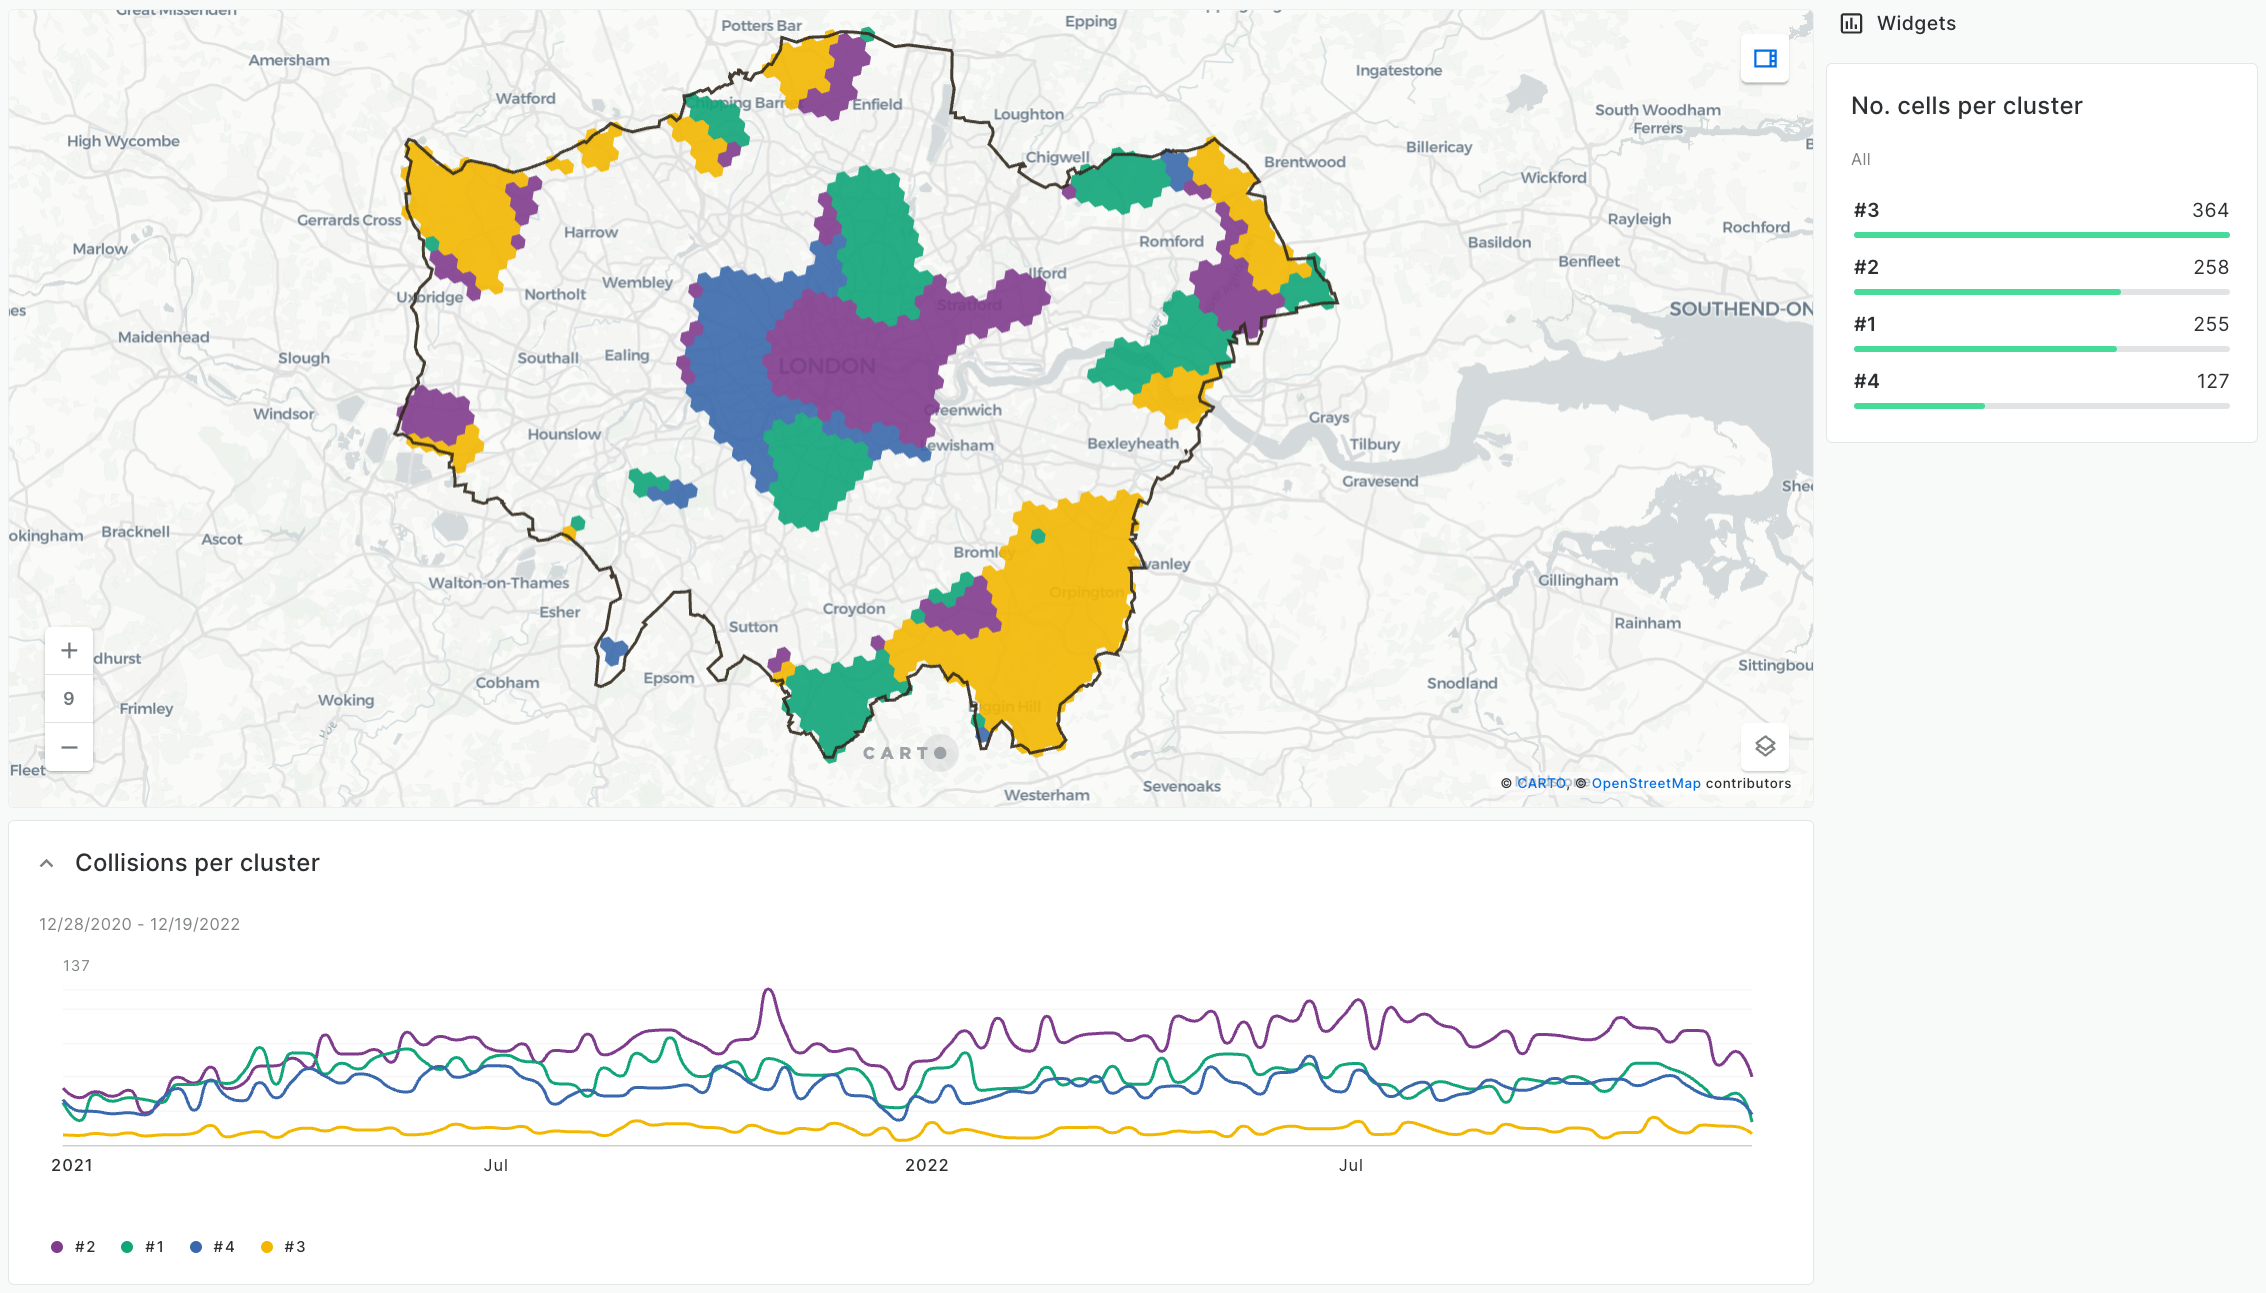 Great Missenden
Potters Bar
Epping
Amersham
Ingatestone
Watford
Enfield
Loughton
South Woodham
Ferrers
High Wycombe
Chigwell
Brentwood
Billericay
Wickford
Gerrards Cross
Harrow
Rayleigh
Marlow
Romford
Basildon
Rochford
Benfleet
Wembley
Ilford
Uxbridge
Northolt
Stratford
SOUTHEND-ON
Maidenhead
Slough
Southall
Ealing
LONDON
Windsor
Greenwich
Grays
Hounslow
Lewisham
Bexleyheath
Tilbury
Gravesend
Shee
okingham
Bracknell
Ascot
Bromley
wanley
Walton-on-Thames
Orpington
Gillingham
Esher
Croydon
Sutton
Rainham
dhurst
Sittingbou
Cobham
Epsom
Snodland
Woking
Frimley
Biggin Hill
CARTO
Fleet
Westerham
Sevenoaks
+
9
−
© CARTO, © OpenStreetMap contributors
Widgets
No. cells per cluster
All
#3 364
#2 258
#1 255
#4 127
Collisions per cluster
12/28/2020 - 12/19/2022
137
2021 Jul 2022 Jul
#2 #1 #4 #3